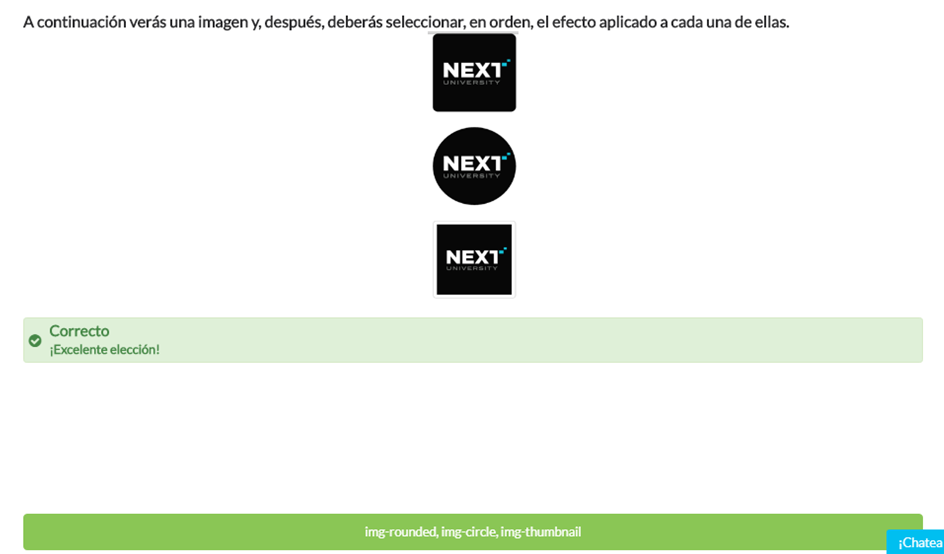 A continuación verás una imagen y, después, deberás seleccionar, en orden, el efecto aplicado a cada una de ellas.
NEXT
UNIVERSITY
NEXT
UNIVERSITY
NEXT
UNIVERSITY
Correcto
¡Excelente elección!
img-rounded, img-circle, img-thumbnail
¡Chatea